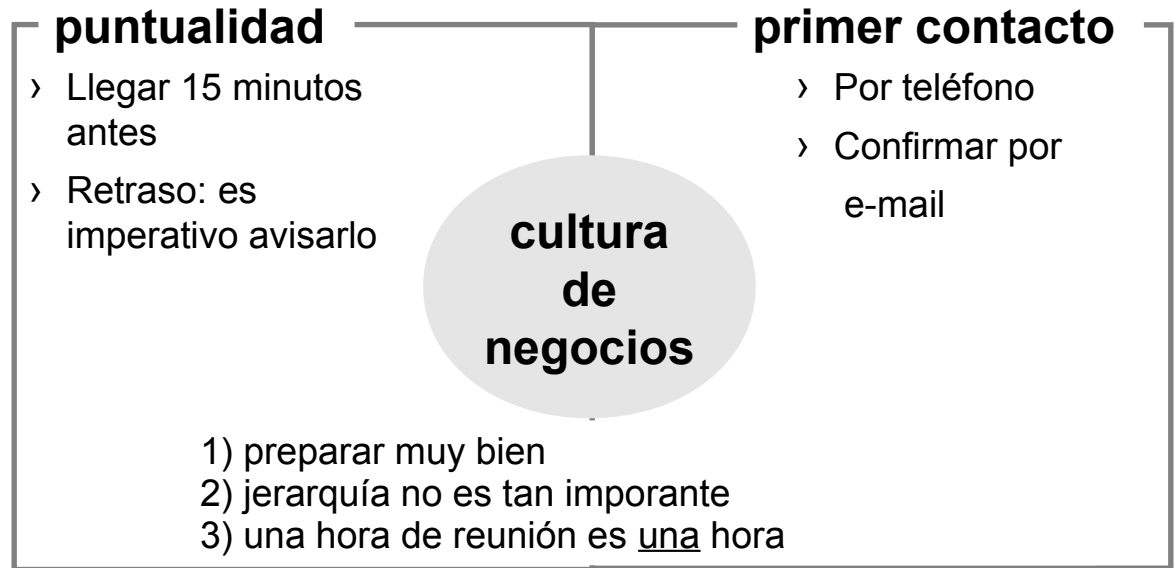 puntualidad
› Llegar 15 minutos
antes
› Retraso: es
imperativo avisarlo
primer contacto
› Por teléfono
› Confirmar por
e-mail
cultura
de
negocios
1) preparar muy bien
2) jerarquía no es tan imporante
3) una hora de reunión es una hora